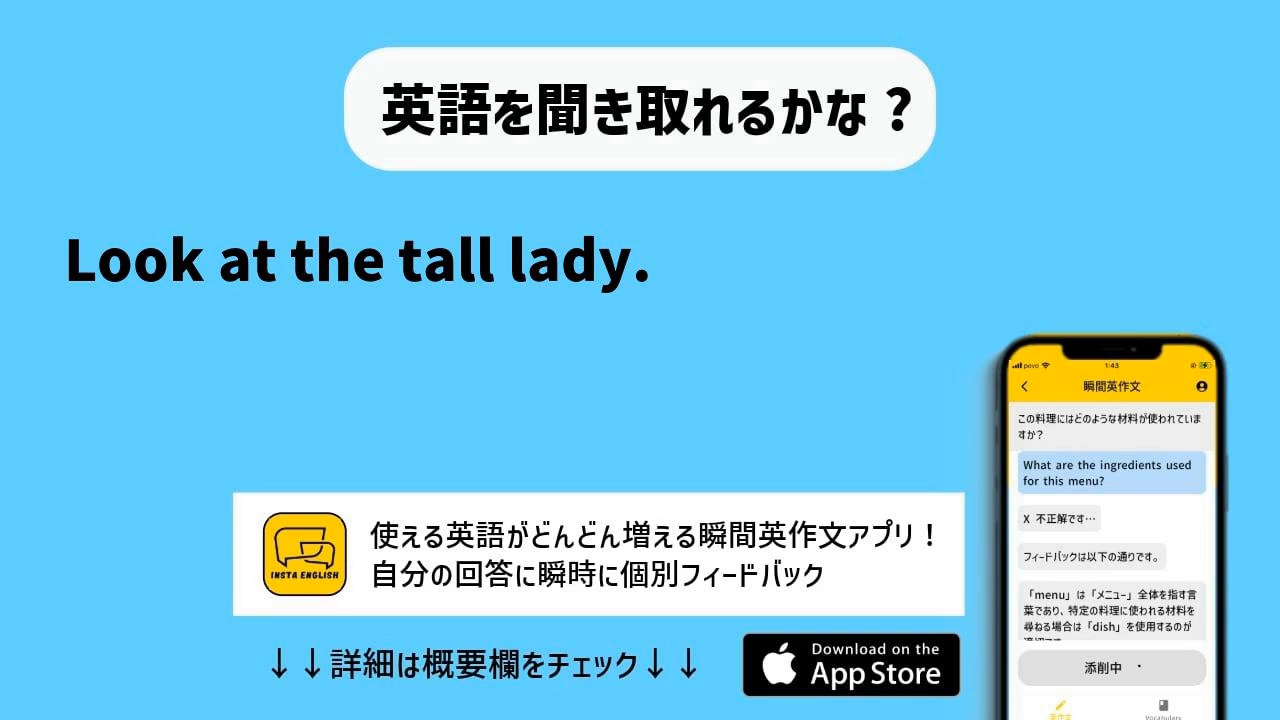 英語を聞き取れるかな？
Look at the tall lady.
使える英語がどんどん増える瞬間英作文アプリ！
自分の回答に瞬時に個別フィードバック
INSTA ENGLISH
↓↓詳細は概要欄をチェック↓↓
Download on the
App Store
povo 1:43
瞬間英作文
この料理にはどのような材料が使われていま
すか？
What are the ingredients used
for this menu?
X 不正解です…
フィードバックは以下の通りです。
「menu」は「メニュー」全体を指す言
葉であり、特定の料理に使われる材料を
尋ねる場合は「dish」を使用するのが
添削中
英作文 Vocabulary